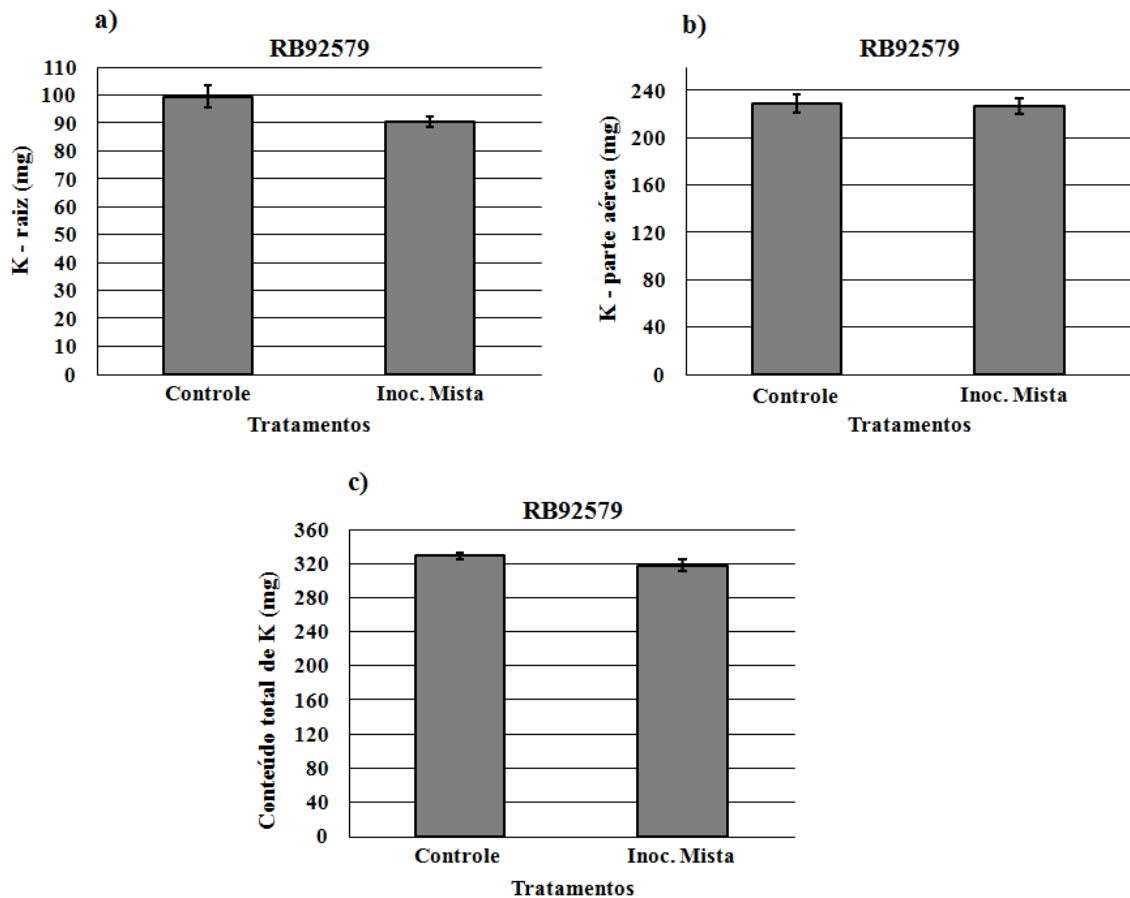 a)
RB92579
K - raiz (mg)
110
100
90
80
70
60
50
40
30
20
10
0
Controle
Inoc. Mista
Tratamentos
b)
RB92579
K - parte aérea (mg)
240
200
160
120
80
40
0
Controle
Inoc. Mista
Tratamentos
c)
RB92579
Conteúdo total de K (mg)
360
320
280
240
200
160
120
80
40
0
Controle
Inoc. Mista
Tratamentos